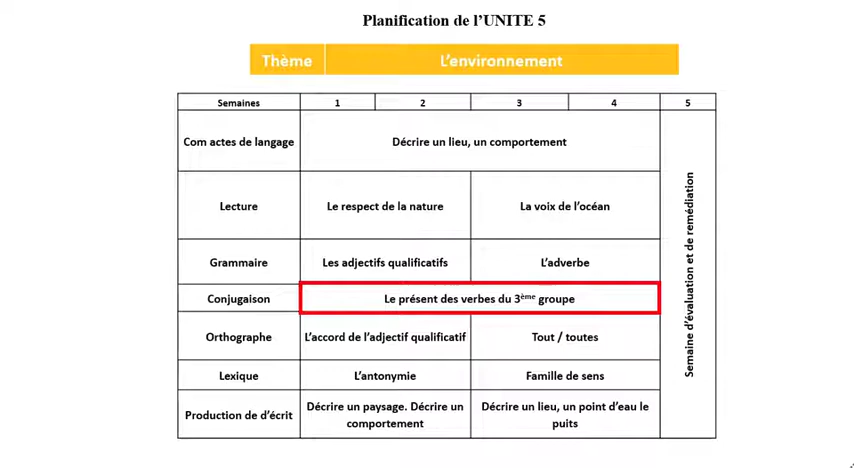 Planification de l'UNITE 5
Thème L'environnement
Semaines 1 2 3 4 5
Com actes de langage Décrire un lieu, un comportement
Lecture Le respect de la nature La voix de l'océan
Grammaire Les adjectifs qualificatifs L'adverbe
Conjugaison Le présent des verbes du 3ème groupe
Orthographe L'accord de l'adjectif qualificatif Tout / toutes
Lexique L'antonymie Famille de sens
Production de d'écrit Décrire un paysage. Décrire un comportement Décrire un lieu, un point d'eau le puits
Semaine d'évaluation et de remédiation